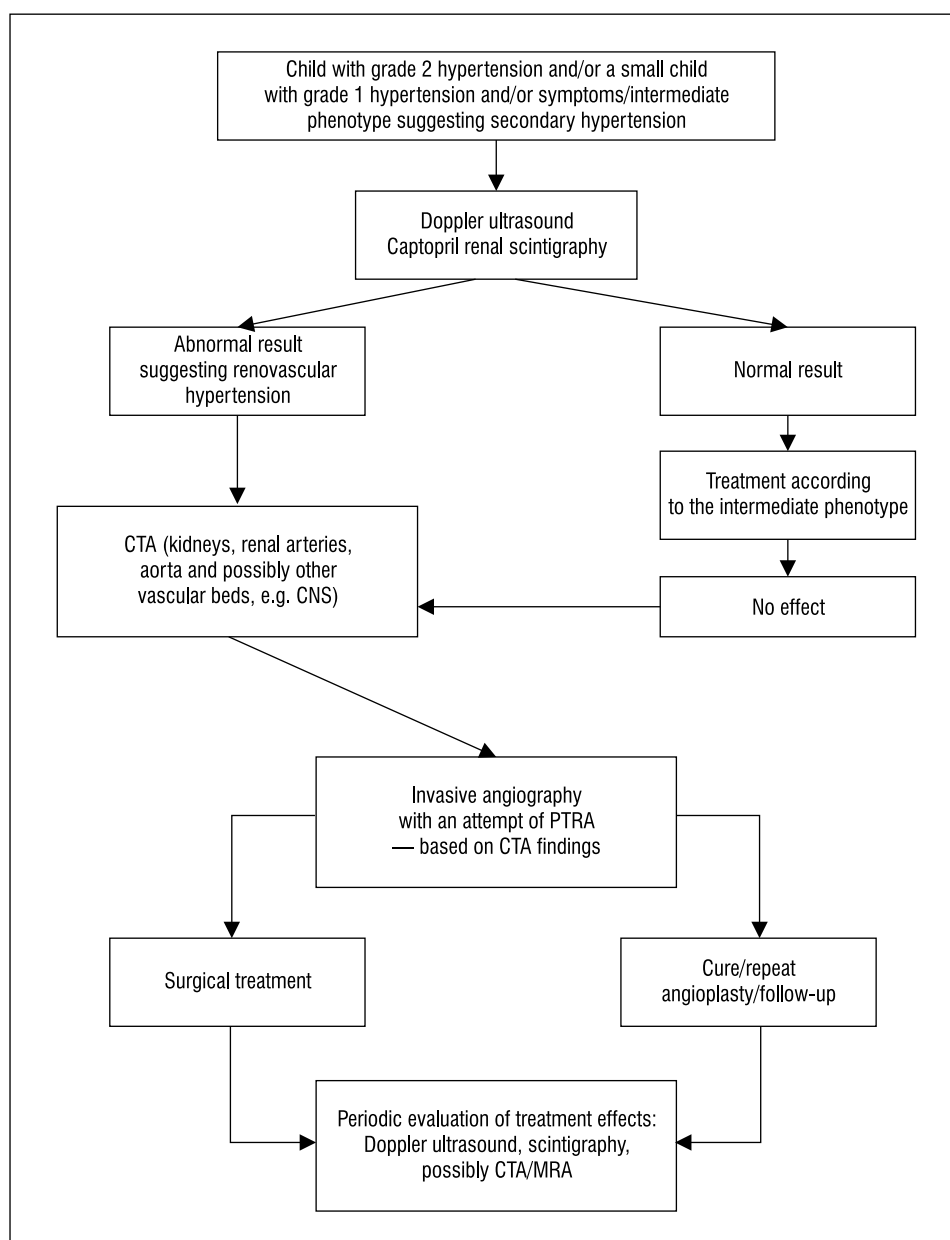 Child with grade 2 hypertension and/or a small child
with grade 1 hypertension and/or symptoms/intermediate
phenotype suggesting secondary hypertension
Doppler ultrasound
Captopril renal scintigraphy
Abnormal result
suggesting renovascular
hypertension
Normal result
Treatment according
to the intermediate phenotype
CTA (kidneys, renal arteries,
aorta and possibly other
vascular beds, e.g. CNS)
No effect
Invasive angiography
with an attempt of PTRA
— based on CTA findings
Surgical treatment
Cure/repeat
angioplasty/follow-up
Periodic evaluation of treatment effects:
Doppler ultrasound, scintigraphy,
possibly CTA/MRA